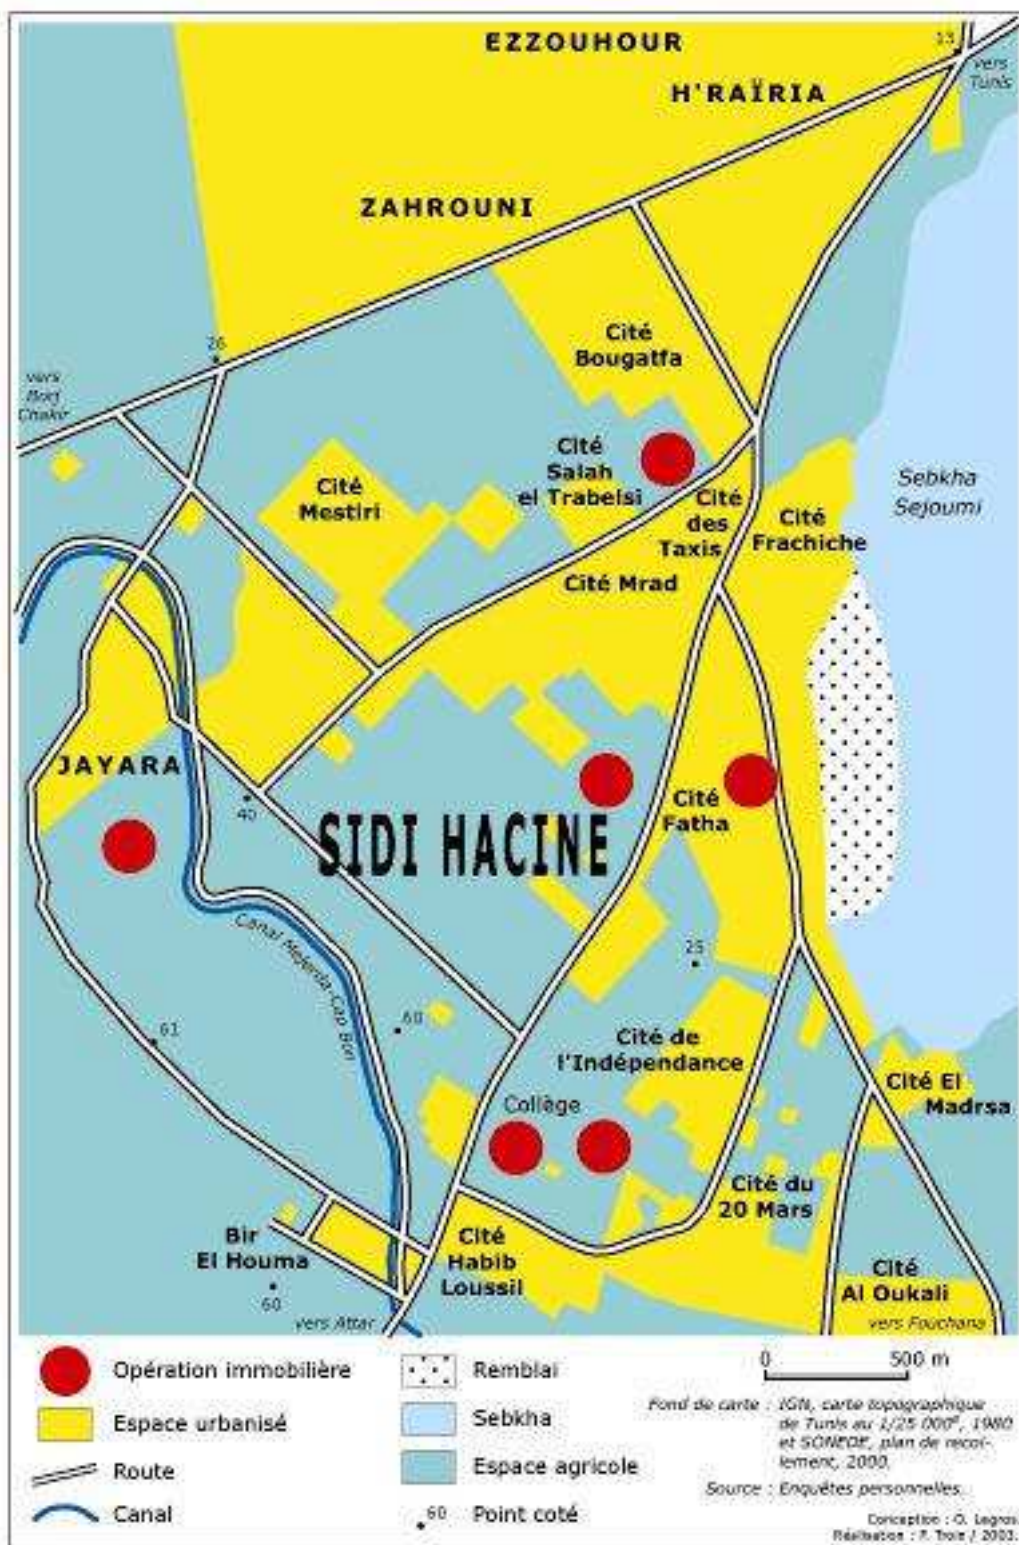 EZZOUHOUR
13
vers
Tunis
H'RAÏRIA
ZAHROUNI
Cité
Bougatfa
26
vers
Borj
Chakir
Cité
Salah
el Trabelsi
Cité
Mestiri
Cité
des
Taxis
Cité
Frachiche
Sebkha
Sejoumi
Cité Mrad
JAYARA
40
SIDI HACINE
Cité
Fatha
Canal Mejerda-Cap Bon
25
61
60
Cité de
l'Indépendance
Collège
Cité El
Madrsa
Cité du
20 Mars
Bir
El Houma
60
Cité
Habib
Loussil
Cité
Al Oukali
vers Attar
vers Fouchana
Opération immobilière
Espace urbanisé
Route
Canal
Remblai
Sebkha
Espace agricole
60 Point coté
0 500 m
Fond de carte : IGN, carte topographique
de Tunis au 1/25 000e, 1980
et SONEDE, plan de recol-
lement, 2000.
Source : Enquêtes personnelles.
Conception : O. Legros.
Réalisation : F. Troin / 2003.